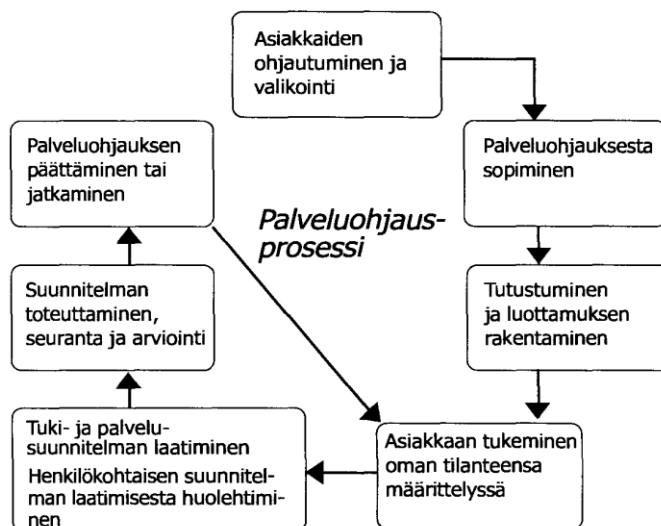 Asiakkaiden
ohjautuminen ja
valikointi
Palveluohjauksesta
sopiminen
Tutustuminen
ja luottamuksen
rakentaminen
Asiakkaan tukeminen
oman tilanteensa
määrittelyssä
Tuki- ja palvelu-
suunnitelman laatiminen
Henkilökohtaisen suunnitel-
man laatimisesta huolehtimi-
nen
Suunnitelman
toteuttaminen,
seuranta ja arviointi
Palveluohjauksen
päättäminen tai
jatkaminen
Palveluohjaus-
prosessi